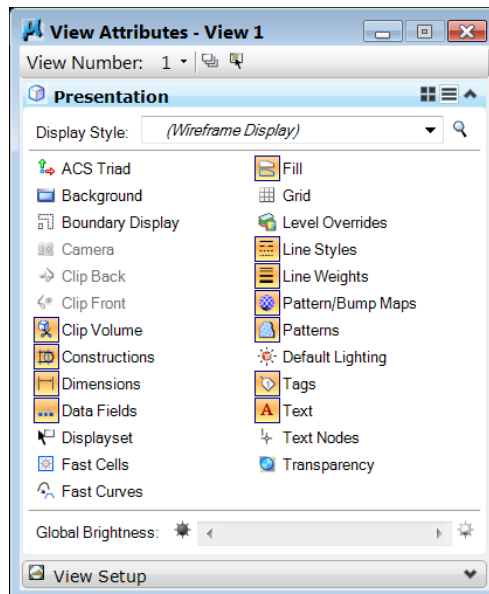 View Attributes - View 1
View Number: 1
Presentation
Display Style: (Wireframe Display)
ACS Triad
Background
Boundary Display
Camera
Clip Back
Clip Front
Clip Volume
Constructions
Dimensions
Data Fields
Displayset
Fast Cells
Fast Curves
Fill
Grid
Level Overrides
Line Styles
Line Weights
Pattern/Bump Maps
Patterns
Default Lighting
Tags
Text
Text Nodes
Transparency
Global Brightness:
View Setup